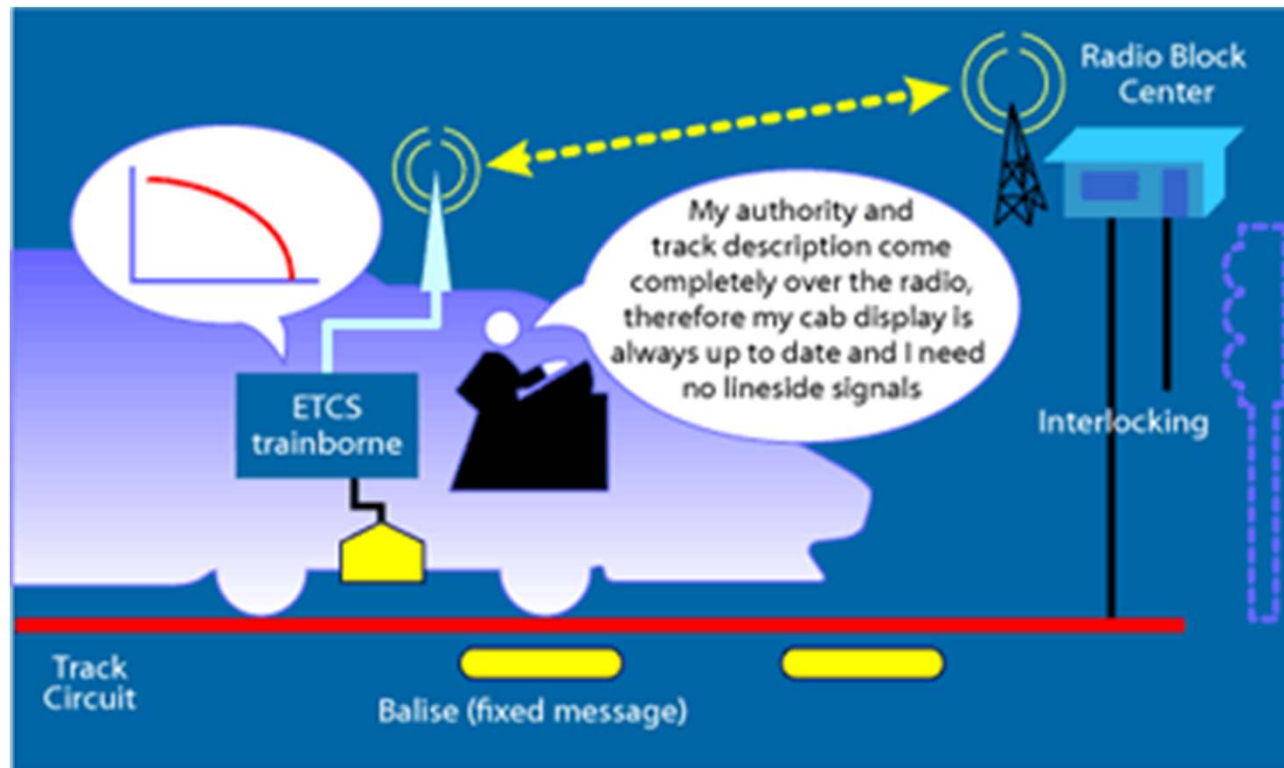 Radio Block
Center
My authority and
track description come
completely over the radio,
therefore my cab display is
always up to date and I need
no lineside signals
ETCS
trainborne
Interlocking
Track
Circuit
Balise (fixed message)